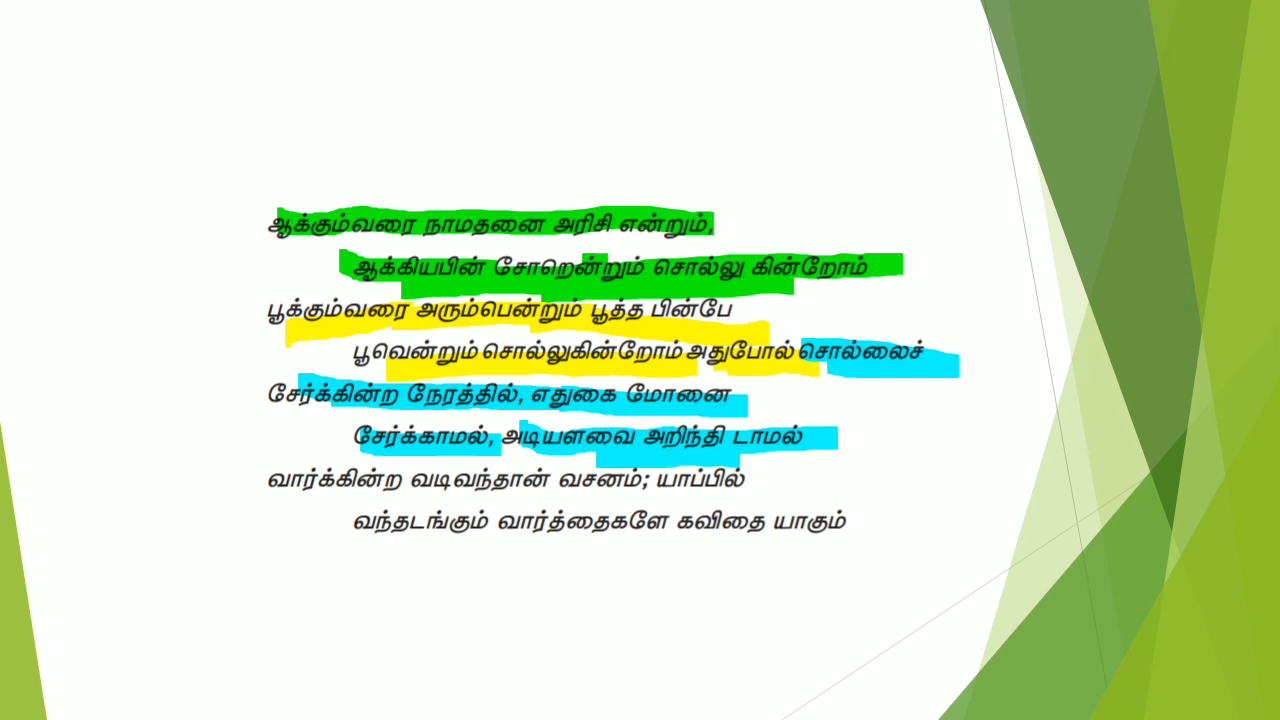 ஆக்கும்வரை நாமதனை அரிசி என்றும்,
ஆக்கியபின் சோறென்றும் சொல்லு கின்றோம்
பூக்கும்வரை அரும்பென்றும் பூத்த பின்பே
பூவென்றும் சொல்லுகின்றோம் அதுபோல் சொல்லைச்
சேர்க்கின்ற நேரத்தில், எதுகை மோனை
சேர்க்காமல், அடியளவை அறிந்தி டாமல்
வார்க்கின்ற வடிவந்தான் வசனம்; யாப்பில்
வந்தடங்கும் வார்த்தைகளே கவிதை யாகும்